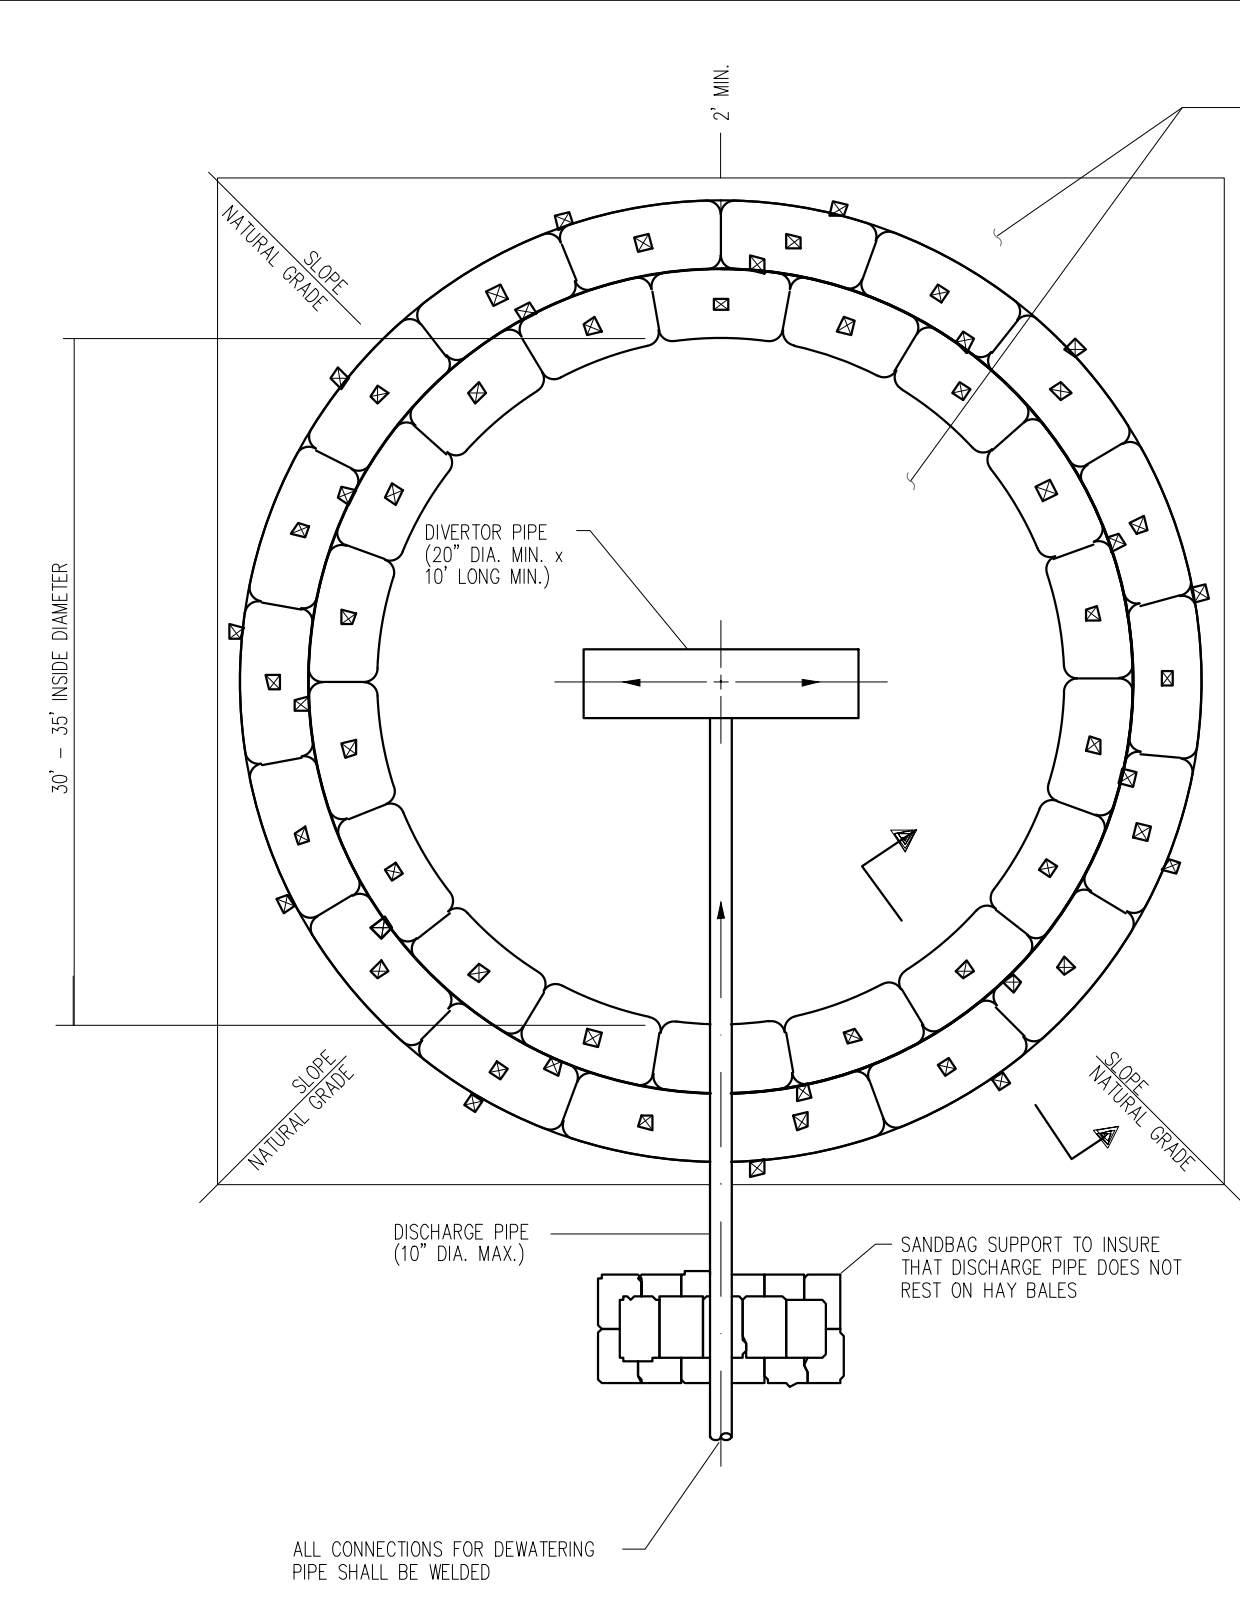 2' MIN.
SLOPE
NATURAL GRADE
DIVERTOR PIPE
(20" DIA. MIN. x
10' LONG MIN.)
30' – 35' INSIDE DIAMETER
SLOPE
NATURAL GRADE
SLOPE
NATURAL GRADE
DISCHARGE PIPE
(10" DIA. MAX.)
SANDBAG SUPPORT TO INSURE
THAT DISCHARGE PIPE DOES NOT
REST ON HAY BALES
ALL CONNECTIONS FOR DEWATERING
PIPE SHALL BE WELDED